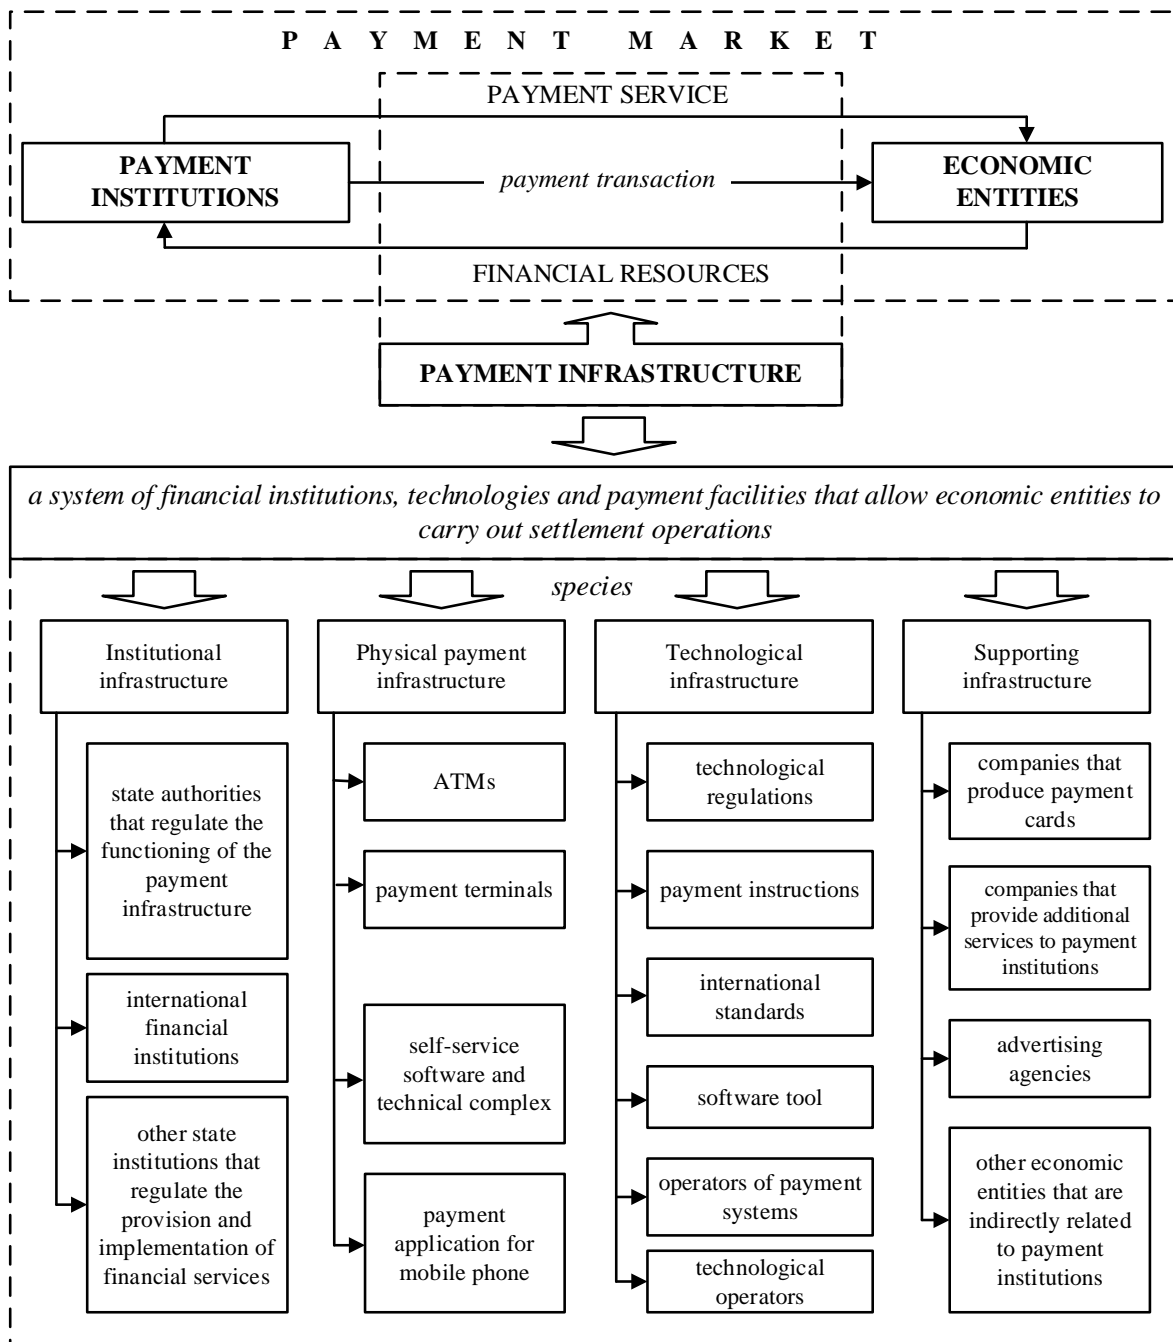 PAYMENT MARKET
PAYMENT SERVICE
PAYMENT
INSTITUTIONS
payment transaction
ECONOMIC
ENTITIES
FINANCIAL RESOURCES
PAYMENT INFRASTRUCTURE
a system of financial institutions, technologies and payment facilities that allow economic entities to
carry out settlement operations
species
Institutional
infrastructure
Physical payment
infrastructure
Technological
infrastructure
Supporting
infrastructure
state authorities
that regulate the
functioning of the
payment
infrastructure
international
financial
institutions
other state
institutions that
regulate the
provision and
implementation of
financial services
ATMs
payment terminals
self-service
software and
technical complex
payment
application for
mobile phone
technological
regulations
payment instructions
international
standards
software tool
operators of payment
systems
technological
operators
companies that
produce payment
cards
companies that
provide additional
services to payment
institutions
advertising
agencies
other economic
entities that are
indirectly related
to payment
institutions